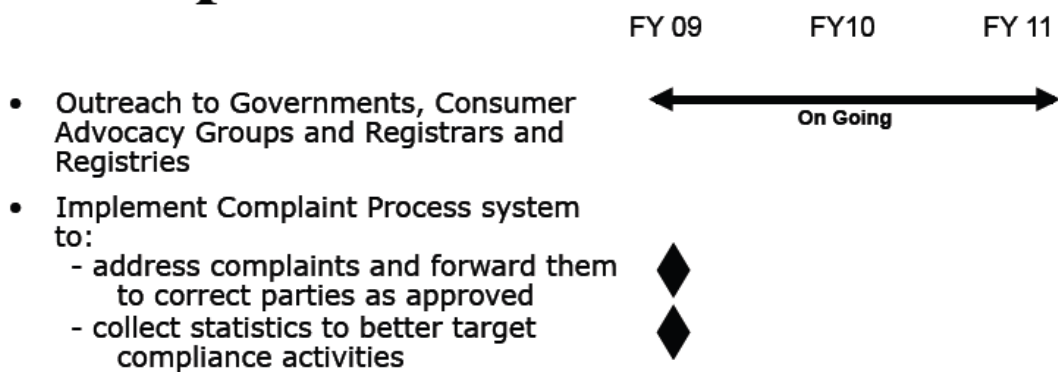 FY 09 FY10 FY 11
• Outreach to Governments, Consumer
Advocacy Groups and Registrars and
Registries
On Going
• Implement Complaint Process system
to:
- address complaints and forward them
to correct parties as approved
- collect statistics to better target
compliance activities